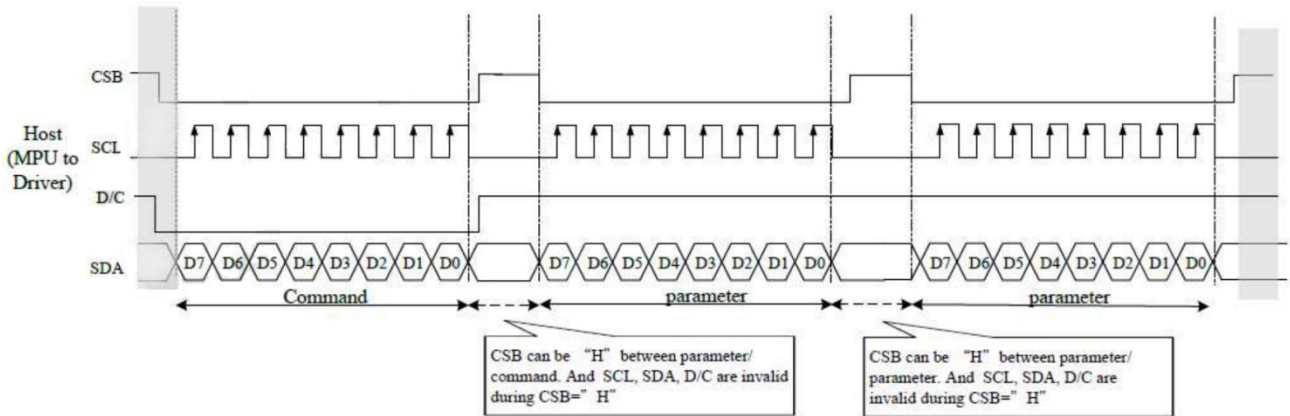 CSB
Host
(MPU to
Driver)
SCL
D/C
SDA
D7 D6 D5 D4 D3 D2 D1 D0
D7 D6 D5 D4 D3 D2 D1 D0
D7 D6 D5 D4 D3 D2 D1 D0
Command
parameter
parameter
CSB can be “H” between parameter/
command. And SCL, SDA, D/C are invalid
during CSB=” H”
CSB can be “H” between parameter/
parameter. And SCL, SDA, D/C are
invalid during CSB=” H”